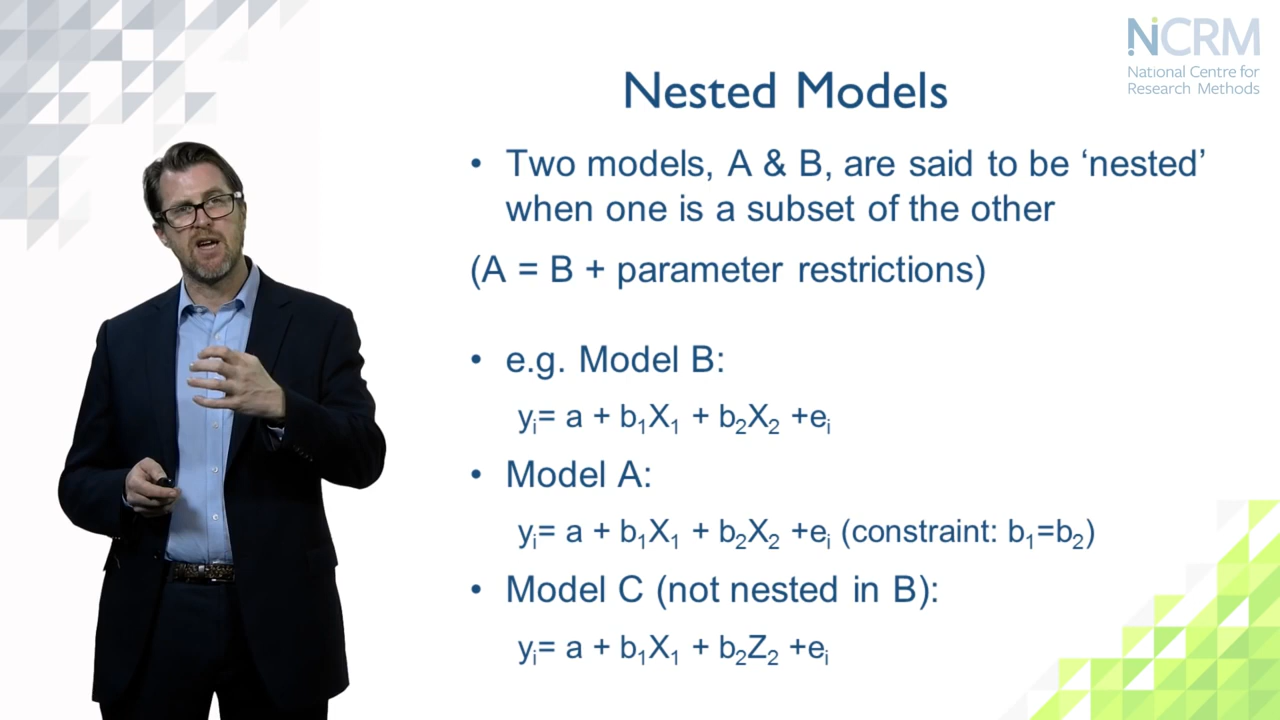 NCRM
National Centre for
Research Methods
Nested Models
• Two models, A & B, are said to be ‘nested’
when one is a subset of the other
(A = B + parameter restrictions)
• e.g. Model B:
yᵢ= a + b₁X₁ + b₂X₂ +eᵢ
• Model A:
yᵢ= a + b₁X₁ + b₂X₂ +eᵢ (constraint: b₁=b₂)
• Model C (not nested in B):
yᵢ= a + b₁X₁ + b₂Z₂ +eᵢ